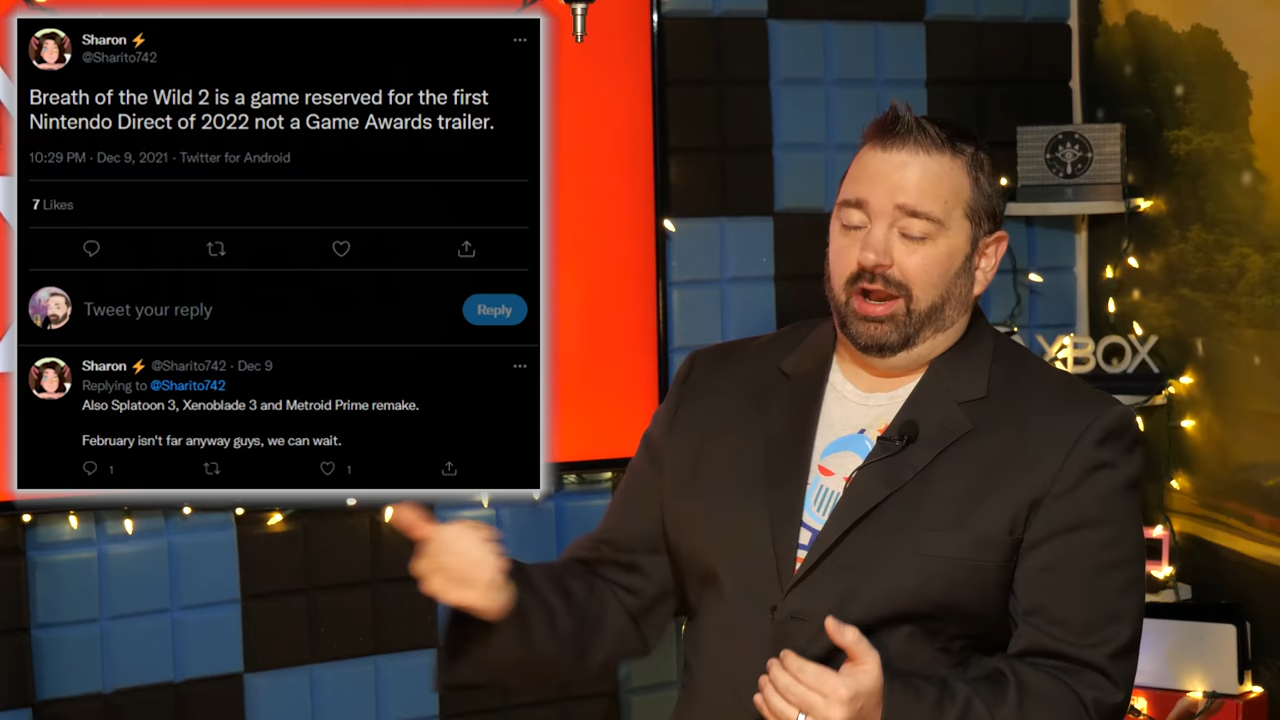 Sharon ⚡
@Sharito742
Breath of the Wild 2 is a game reserved for the first
Nintendo Direct of 2022 not a Game Awards trailer.
10:29 PM · Dec 9, 2021 · Twitter for Android
7 Likes
Tweet your reply
Reply
Sharon ⚡ @Sharito742 · Dec 9
Replying to @Sharito742
Also Splatoon 3, Xenoblade 3 and Metroid Prime remake.
February isn't far anyway guys, we can wait.
1
1
XBOX